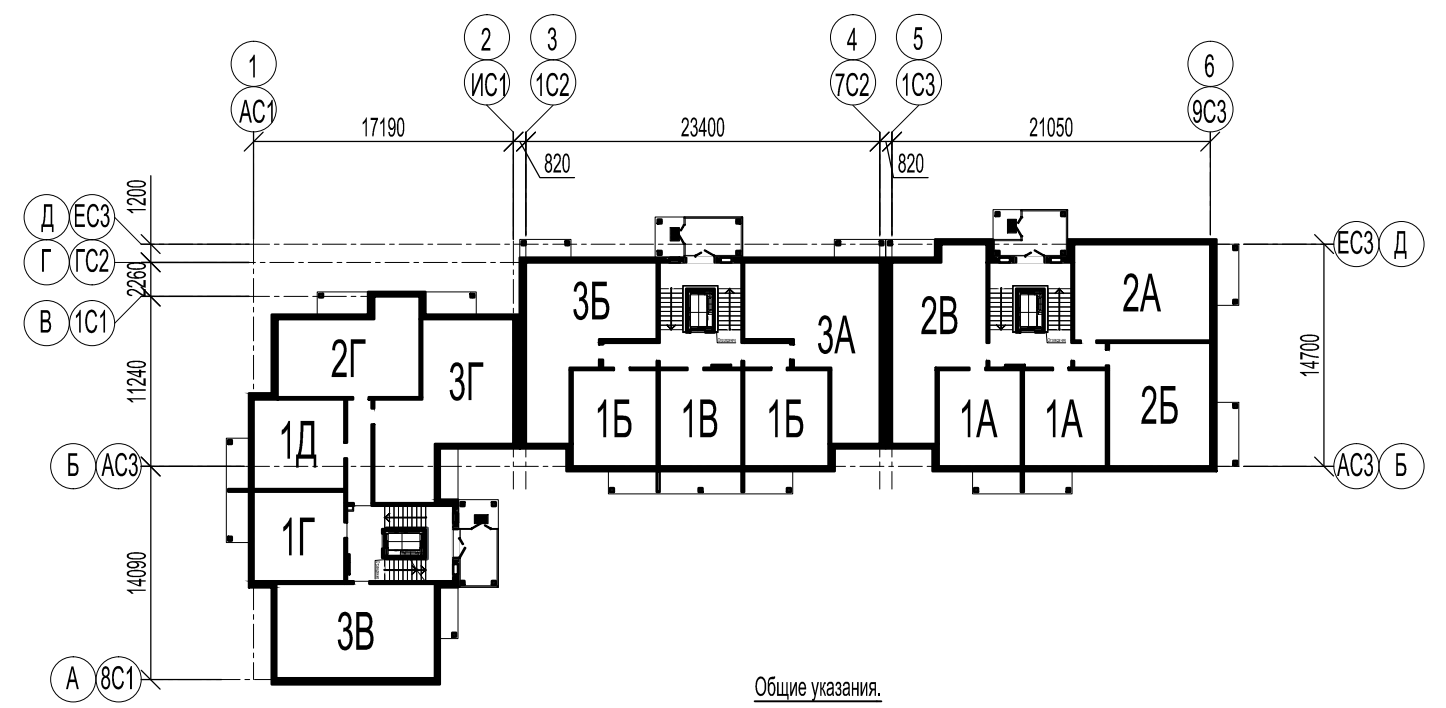 2 3 4 5
1 6
ИС1 1С2 7С2 1С3
АС1 9С3
17190 23400 21050
820 820
1200
Д ЕС3 ЕС3 Д
Г ГС2
2260
В 1С1
3Б 2В 2А
3А
2Г
11240 14700
3Г
1Б 1В 1Б 1А 1А 2Б
1Д
Б АС3 АС3 Б
1Г
14090
3В
А 8С1
Общие указания.